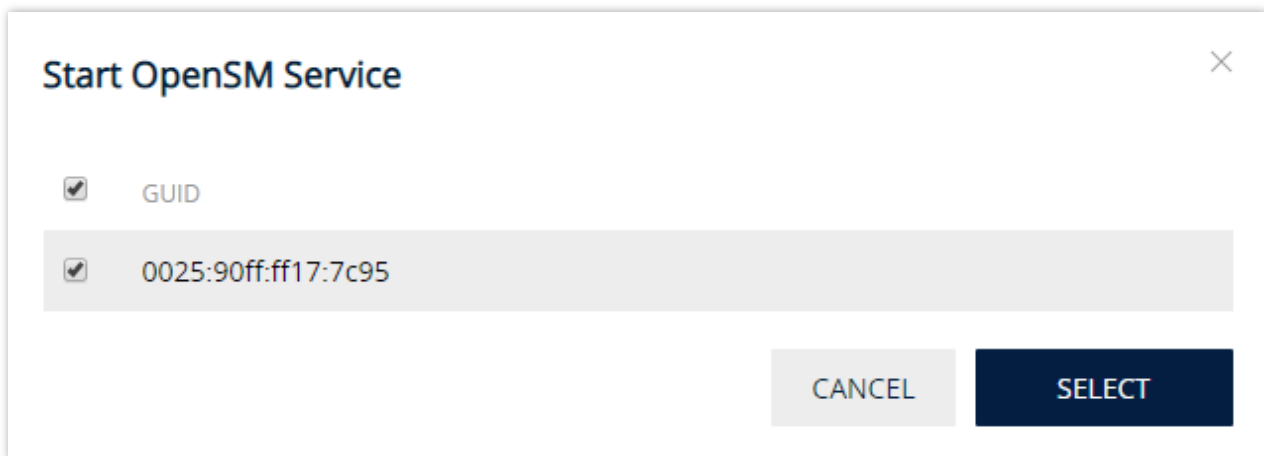 Start OpenSM Service
GUID
0025:90ff:ff17:7c95
CANCEL SELECT